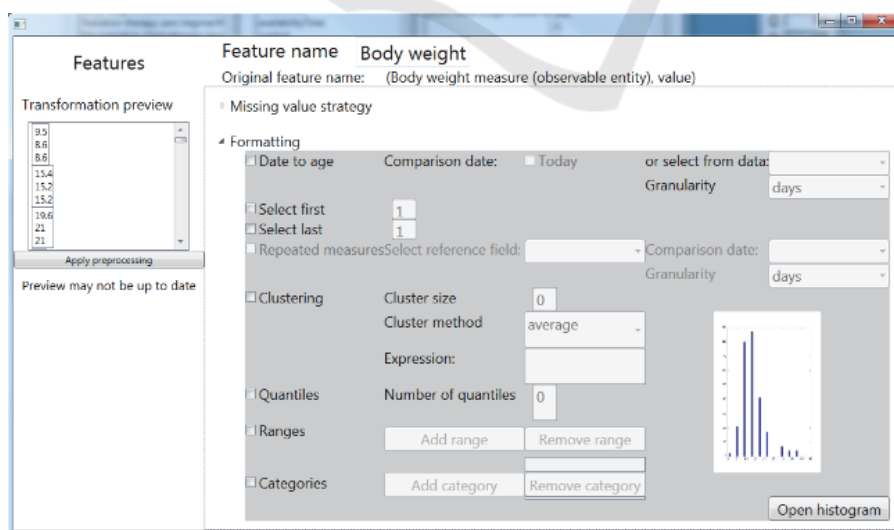 Features
Feature name Body weight
Original feature name: (Body weight measure (observable entity), value)
Transformation preview
9.5
8.6
8.6
15.4
15.2
15.2
19.6
21
21
Apply preprocessing
Preview may not be up to date
Missing value strategy
Formatting
Date to age Comparison date: Today or select from data:
Granularity days
Select first 1
Select last 1
Repeated measuresSelect reference field: Comparison date:
Granularity days
Clustering Cluster size 0
Cluster method average
Expression:
Quantiles Number of quantiles 0
Ranges Add range Remove range
Categories Add category Remove category
Open histogram